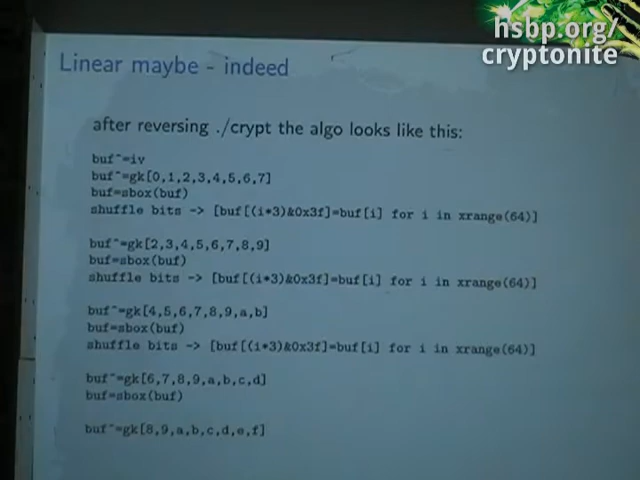 hsbp.org/
cryptonite
Linear maybe - indeed
after reversing ./crypt the algo looks like this:
buf^=iv
buf^=gk[0,1,2,3,4,5,6,7]
buf=sbox(buf)
shuffle bits -> [buf[(i*3)&0x3f]=buf[i] for i in xrange(64)]
buf^=gk[2,3,4,5,6,7,8,9]
buf=sbox(buf)
shuffle bits -> [buf[(i*3)&0x3f]=buf[i] for i in xrange(64)]
buf^=gk[4,5,6,7,8,9,a,b]
buf=sbox(buf)
shuffle bits -> [buf[(i*3)&0x3f]=buf[i] for i in xrange(64)]
buf^=gk[6,7,8,9,a,b,c,d]
buf=sbox(buf)
buf^=gk[8,9,a,b,c,d,e,f]